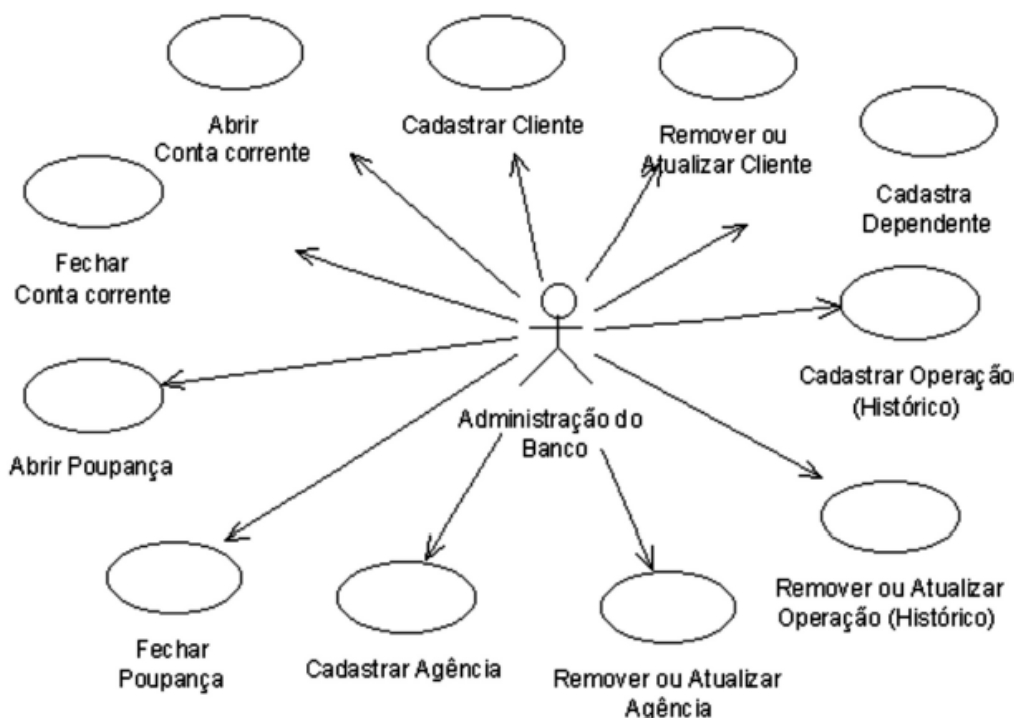 Abrir
Conta corrente
Cadastrar Cliente
Remover ou
Atualizar Cliente
Cadastra
Dependente
Fechar
Conta corrente
Cadastrar Operação
(Histórico)
Administração do
Banco
Abrir Poupança
Remover ou Atualizar
Operação (Histórico)
Fechar
Poupança
Cadastrar Agência
Remover ou Atualizar
Agência